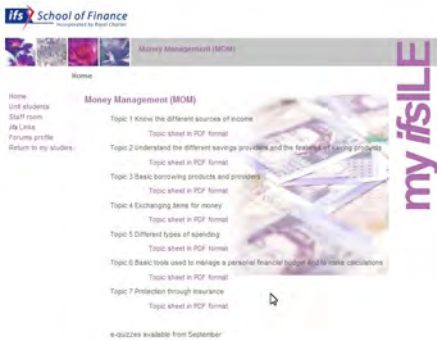 ifs School of Finance
Incorporated by Royal Charter
Money Management (MOM)
Home
Home
Unit students
Staff room
ifs Links
Forums profile
Return to my studies
Money Management (MOM)
Topic 1 Know the different sources of income
Topic sheet in PDF format
Topic 2 Understand the different savings providers and the features of saving products
Topic sheet in PDF format
Topic 3 Basic borrowing products and providers
Topic sheet in PDF format
Topic 4 Exchanging items for money
Topic sheet in PDF format
Topic 5 Different types of spending
Topic sheet in PDF format
Topic 6 Basic tools used to manage a personal financial budget and to make calculations
Topic sheet in PDF format
Topic 7 Protection through insurance
Topic sheet in PDF format
e-quizzes available from September
my ifsILE